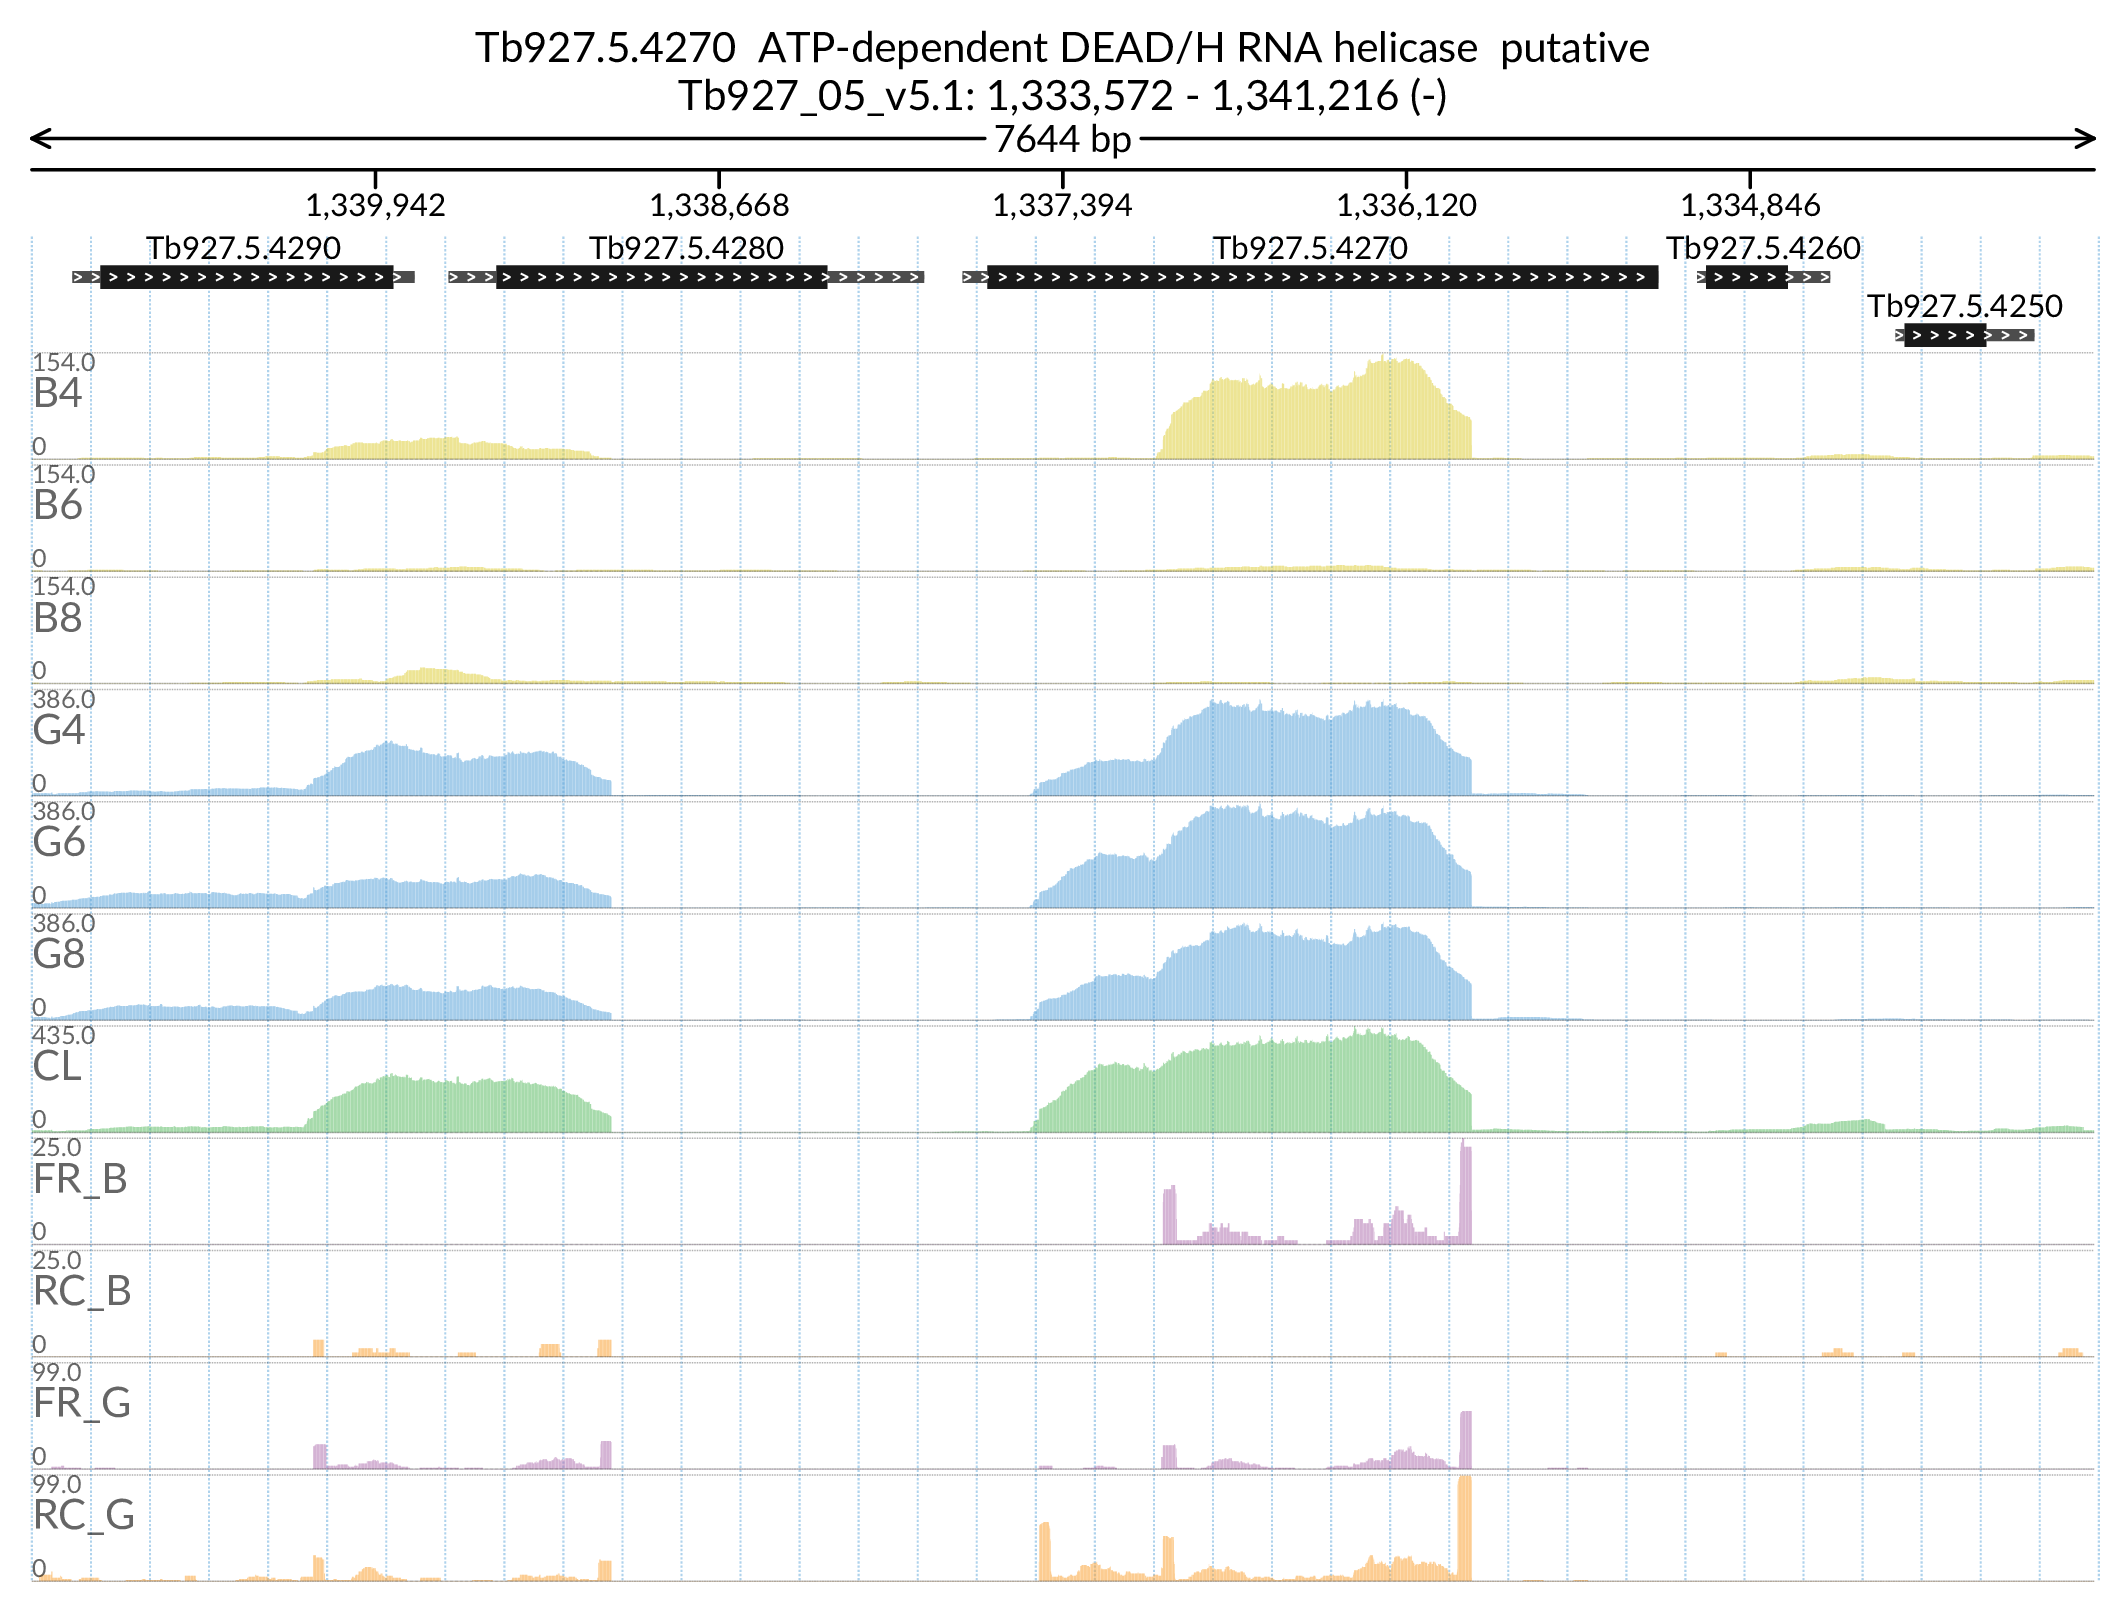 Tb927.5.4270 ATP-dependent DEAD/H RNA helicase putative
Tb927_05_v5.1: 1,333,572 - 1,341,216 (-)
7644 bp
1,339,942 1,338,668 1,337,394 1,336,120 1,334,846
Tb927.5.4290 Tb927.5.4280 Tb927.5.4270 Tb927.5.4260
Tb927.5.4250
154.0
B4
0
154.0
B6
0
154.0
B8
0
386.0
G4
0
386.0
G6
0
386.0
G8
0
435.0
CL
0
25.0
FR_B
0
25.0
RC_B
0
99.0
FR_G
0
99.0
RC_G
0